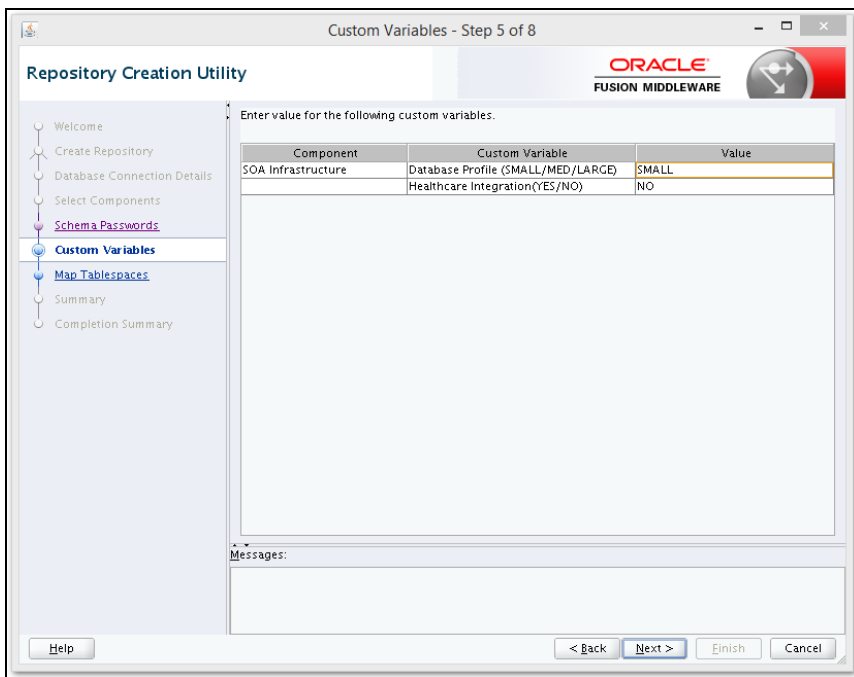 Custom Variables - Step 5 of 8
Repository Creation Utility
ORACLE
FUSION MIDDLEWARE
Welcome
Create Repository
Database Connection Details
Select Components
Schema Passwords
Custom Variables
Map Tablespaces
Summary
Completion Summary
Enter value for the following custom variables.
Component Custom Variable Value
SOA Infrastructure Database Profile (SMALL/MED/LARGE) SMALL
Healthcare Integration(YES/NO) NO
Messages:
Help < Back Next > Finish Cancel